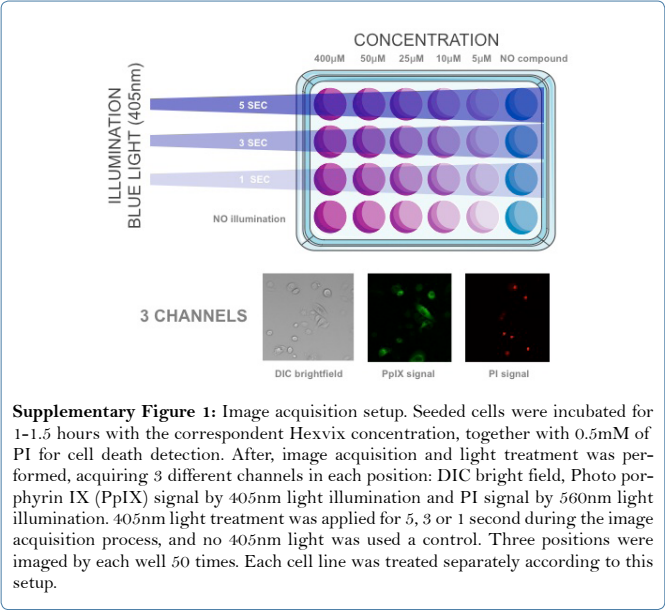 CONCENTRATION
400µM 50µM 25µM 10µM 5µM NO compound
ILLUMINATION
BLUE LIGHT (405nm)
5 SEC
3 SEC
1 SEC
NO illumination
3 CHANNELS
DIC brightfield PpIX signal PI signal
Supplementary Figure 1: Image acquisition setup. Seeded cells were incubated for
1-1.5 hours with the correspondent Hexvix concentration, together with 0.5mM of
PI for cell death detection. After, image acquisition and light treatment was per-
formed, acquiring 3 different channels in each position: DIC bright field, Photo por-
phyrin IX (PpIX) signal by 405nm light illumination and PI signal by 560nm light
illumination. 405nm light treatment was applied for 5, 3 or 1 second during the image
acquisition process, and no 405nm light was used a control. Three positions were
imaged by each well 50 times. Each cell line was treated separately according to this
setup.